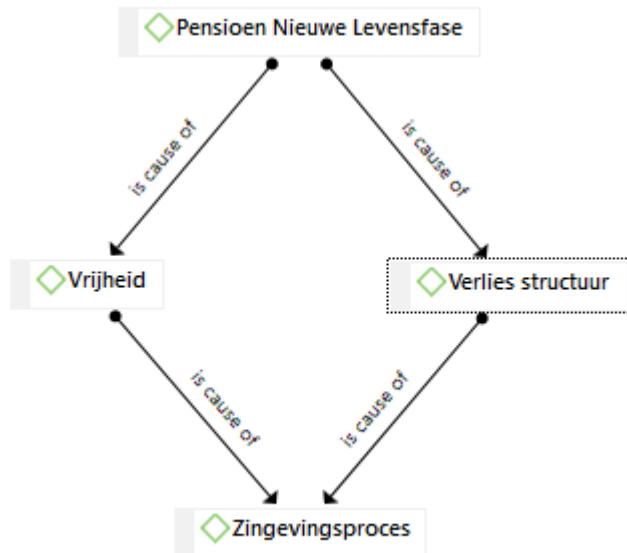 Pensioen Nieuwe Levensfase
is cause of
is cause of
Vrijheid
Verlies structuur
is cause of
is cause of
Zingevingsproces